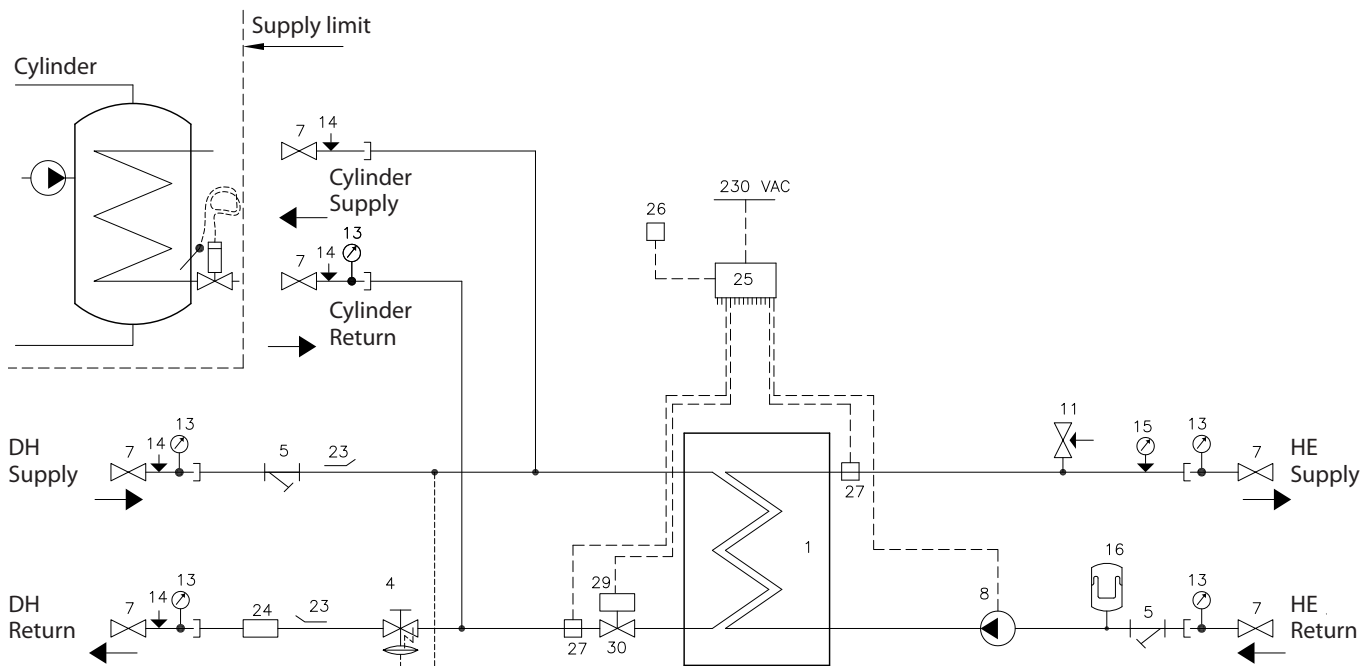 Supply limit
Cylinder
7 14
Cylinder
Supply
230 VAC
26
13
7 14
25
Cylinder
Return
DH
Supply
7 14 13 5 23
11 15 13 7
HE
Supply
27
1
DH
Return
7 14 13 24 23 4
29
27 30
8 16 5 13 7
HE
Return